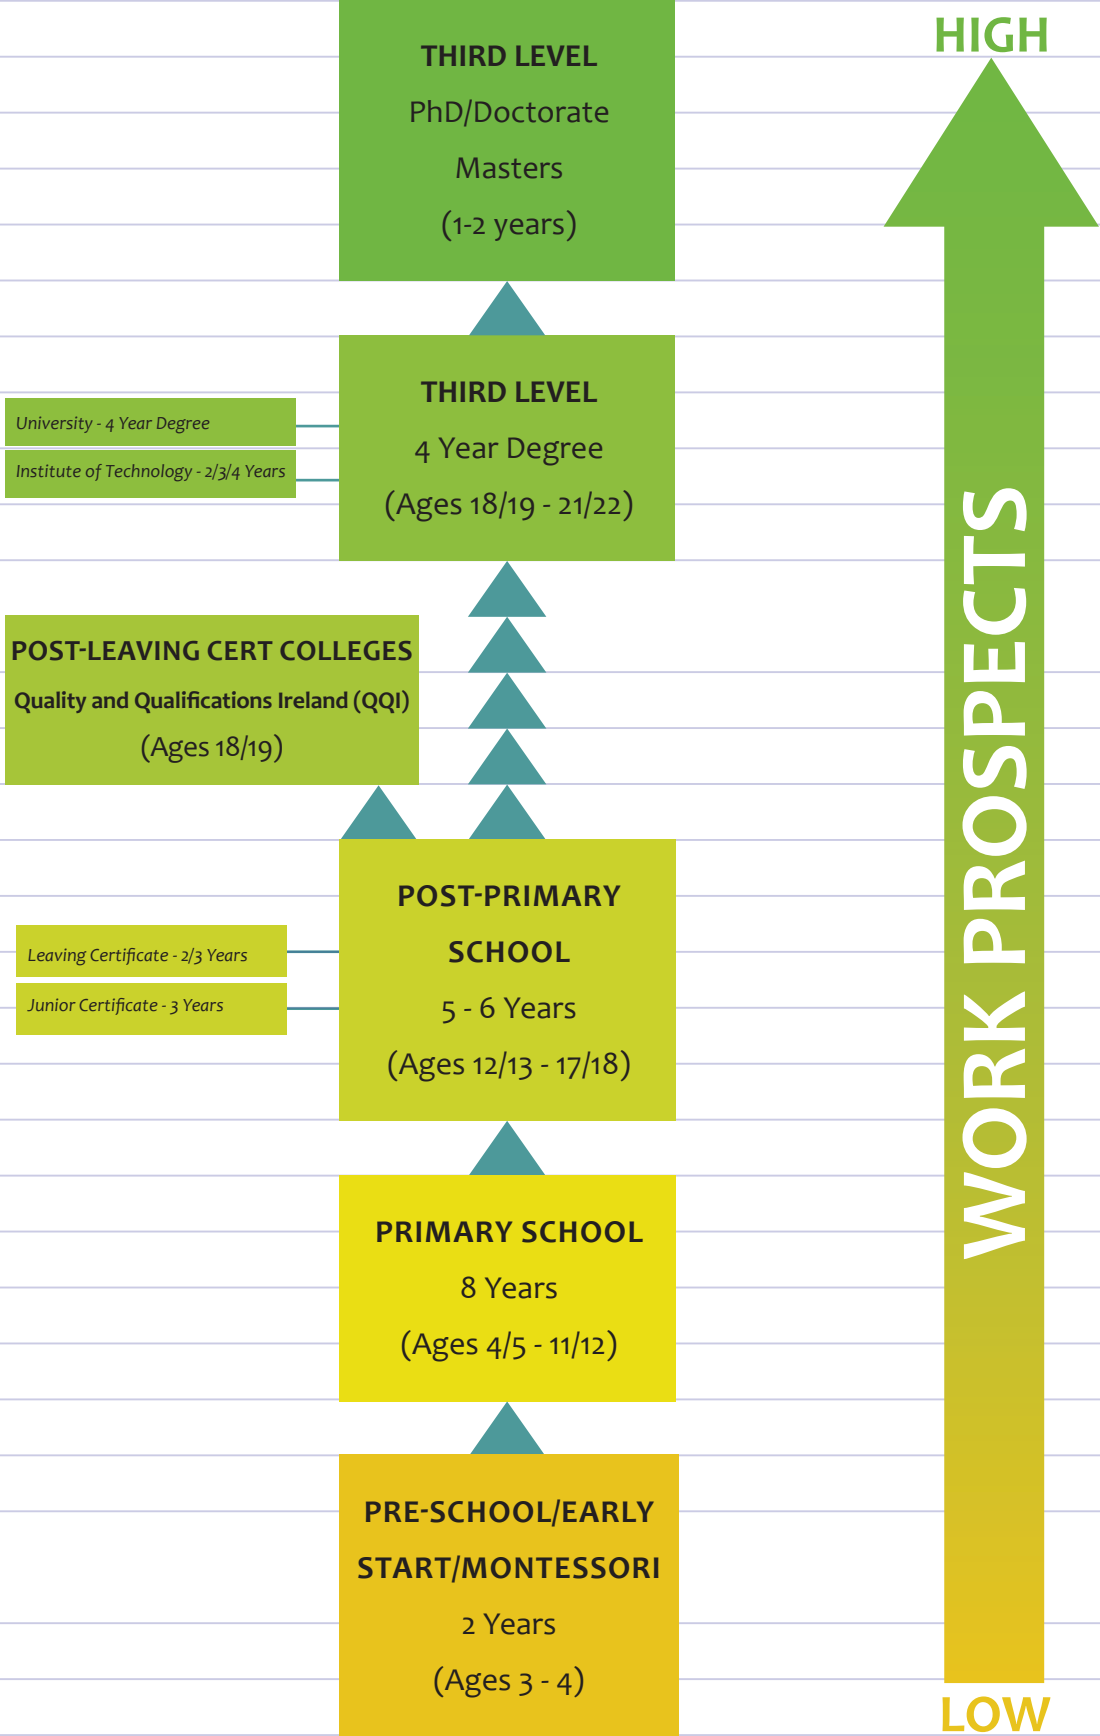 HIGH
THIRD LEVEL
PhD/Doctorate
Masters
(1-2 years)
THIRD LEVEL
4 Year Degree
(Ages 18/19 - 21/22)
University - 4 Year Degree
Institute of Technology - 2/3/4 Years
POST-LEAVING CERT COLLEGES
Quality and Qualifications Ireland (QQI)
(Ages 18/19)
POST-PRIMARY
SCHOOL
5 - 6 Years
(Ages 12/13 - 17/18)
Leaving Certificate - 2/3 Years
Junior Certificate - 3 Years
PRIMARY SCHOOL
8 Years
(Ages 4/5 - 11/12)
PRE-SCHOOL/EARLY
START/MONTESSORI
2 Years
(Ages 3 - 4)
WORK PROSPECTS
LOW